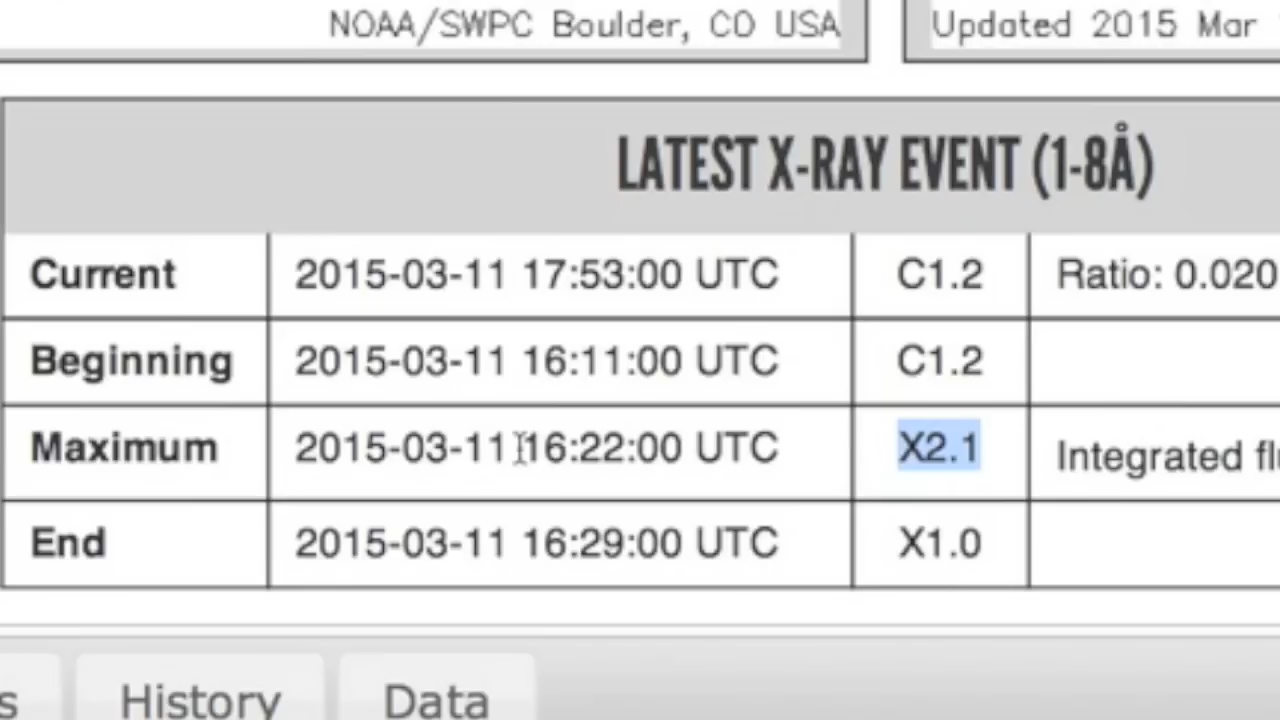 NOAA/SWPC Boulder, CO USA
Updated 2015 Mar
LATEST X-RAY EVENT (1-8Å)
Current 2015-03-11 17:53:00 UTC C1.2 Ratio: 0.020
Beginning 2015-03-11 16:11:00 UTC C1.2
Maximum 2015-03-11 16:22:00 UTC X2.1 Integrated
End 2015-03-11 16:29:00 UTC X1.0
History Data